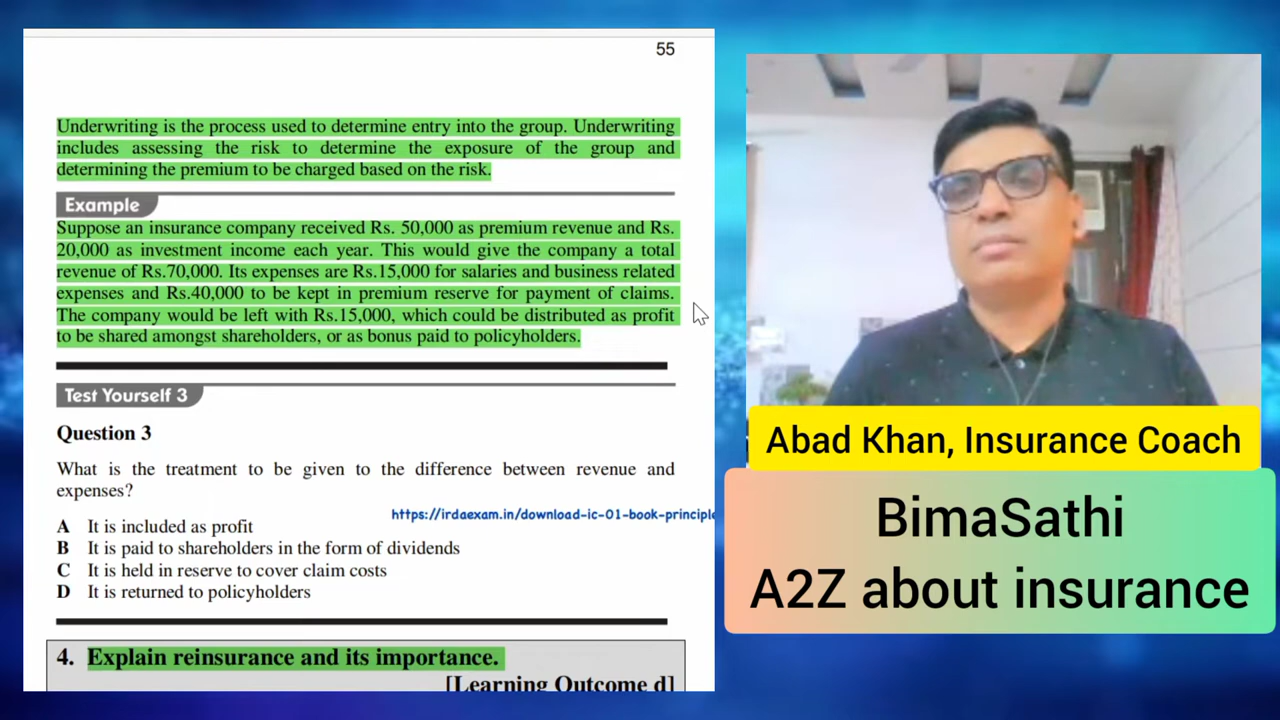 55
Underwriting is the process used to determine entry into the group. Underwriting
includes assessing the risk to determine the exposure of the group and
determining the premium to be charged based on the risk.
Example
Suppose an insurance company received Rs. 50,000 as premium revenue and Rs.
20,000 as investment income each year. This would give the company a total
revenue of Rs.70,000. Its expenses are Rs.15,000 for salaries and business related
expenses and Rs.40,000 to be kept in premium reserve for payment of claims.
The company would be left with Rs.15,000, which could be distributed as profit
to be shared amongst shareholders, or as bonus paid to policyholders.
Test Yourself 3
Question 3
What is the treatment to be given to the difference between revenue and
expenses?
https://irdaexam.in/download-ic-01-book-principle
A It is included as profit
B It is paid to shareholders in the form of dividends
C It is held in reserve to cover claim costs
D It is returned to policyholders
4. Explain reinsurance and its importance.
[Learning Outcome d]
Abad Khan, Insurance Coach
BimaSathi
A2Z about insurance